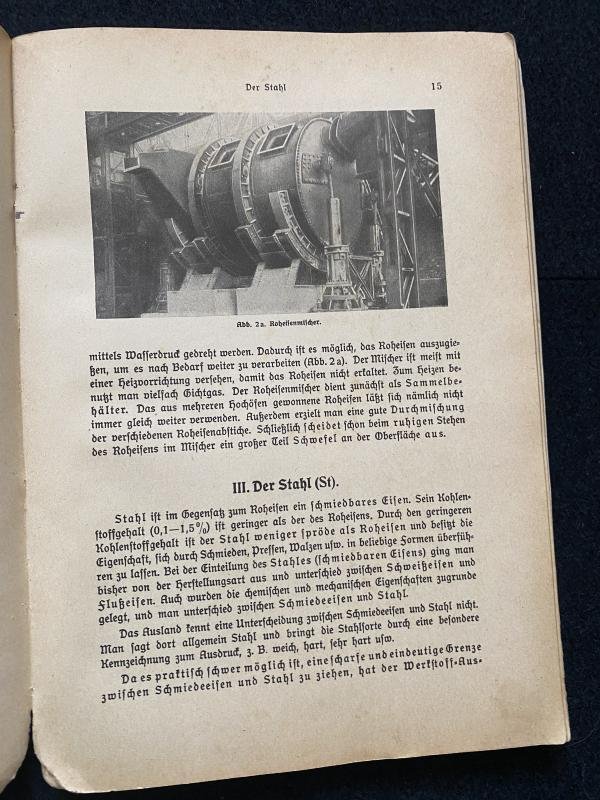 Der Stahl 15
Abb. 2a. Roheisenmischer.
mittels Wasserdruck gedreht werden. Dadurch ist es möglich, das Roheisen auszugie-
ßen, um es nach Bedarf weiter zu verarbeiten (Abb. 2a). Der Mischer ist meist mit
einer Heizvorrichtung versehen, damit das Roheisen nicht erkaltet. Zum Heizen be-
nutzt man vielfach Gichtgas. Der Roheisenmischer dient zunächst als Sammelbe-
hälter. Das aus mehreren Hochöfen gewonnene Roheisen läßt sich nämlich nicht
immer gleich weiter verwenden. Außerdem erzielt man eine gute Durchmischung
der verschiedenen Roheisenabstiche. Schließlich scheidet schon beim ruhigen Stehen
des Roheisens im Mischer ein großer Teil Schwefel an der Oberfläche aus.
III. Der Stahl (St).
Stahl ist im Gegensatz zum Roheisen ein schmiedbares Eisen. Sein Kohlen-
stoffgehalt (0,1—1,5%) ist geringer als der des Roheisens. Durch den geringeren
Kohlenstoffgehalt ist der Stahl weniger spröde als Roheisen und besitzt die
Eigenschaft, sich durch Schmieden, Pressen, Walzen usw. in beliebige Formen überfüh-
ren zu lassen. Bei der Einteilung des Stahles (schmiedbaren Eisens) ging man
bisher von der Herstellungsart aus und unterschied zwischen Schweißeisen und
Flußeisen. Auch wurden die chemischen und mechanischen Eigenschaften zugrunde
gelegt, und man unterschied zwischen Schmiedeeisen und Stahl.
Das Ausland kennt eine Unterscheidung zwischen Schmiedeeisen und Stahl nicht.
Man sagt dort allgemein Stahl und bringt die Stahlsorte durch eine besondere
Kennzeichnung zum Ausdruck, z. B. weich, hart, sehr hart usw.
Da es praktisch schwer möglich ist, eine scharfe und eindeutige Grenze
zwischen Schmiedeeisen und Stahl zu ziehen, hat der Werkstoff-Aus-